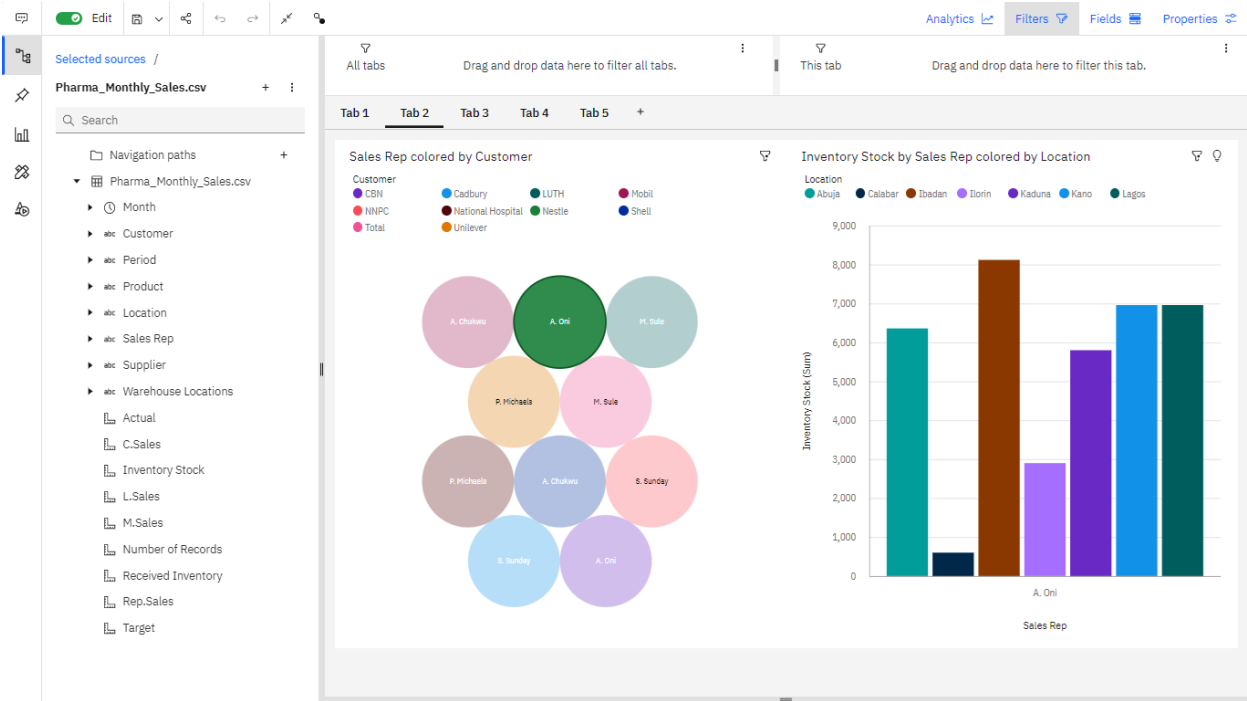 Edit
Analytics
Filters
Fields
Properties
Selected sources /
Pharma_Monthly_Sales.csv
Search
Navigation paths
Pharma_Monthly_Sales.csv
Month
abc Customer
abc Period
abc Product
abc Location
abc Sales Rep
abc Supplier
abc Warehouse Locations
Actual
C.Sales
Inventory Stock
L.Sales
M.Sales
Number of Records
Received Inventory
Rep.Sales
Target
All tabs
Drag and drop data here to filter all tabs.
This tab
Drag and drop data here to filter this tab.
Tab 1
Tab 2
Tab 3
Tab 4
Tab 5
Sales Rep colored by Customer
Customer
CBN Cadbury LUTH Mobil
NNPC National Hospital Nestle Shell
Total Unilever
A. Chukwu A. Oni M. Sule
P. Michaels M. Sule
P. Michaels A. Chukwu S. Sunday
S. Sunday A. Oni
Inventory Stock by Sales Rep colored by Location
Location
Abuja Calabar Ibadan Ilorin Kaduna Kano Lagos
Inventory Stock (Sum)
9,000
8,000
7,000
6,000
5,000
4,000
3,000
2,000
1,000
0
A. Oni
Sales Rep